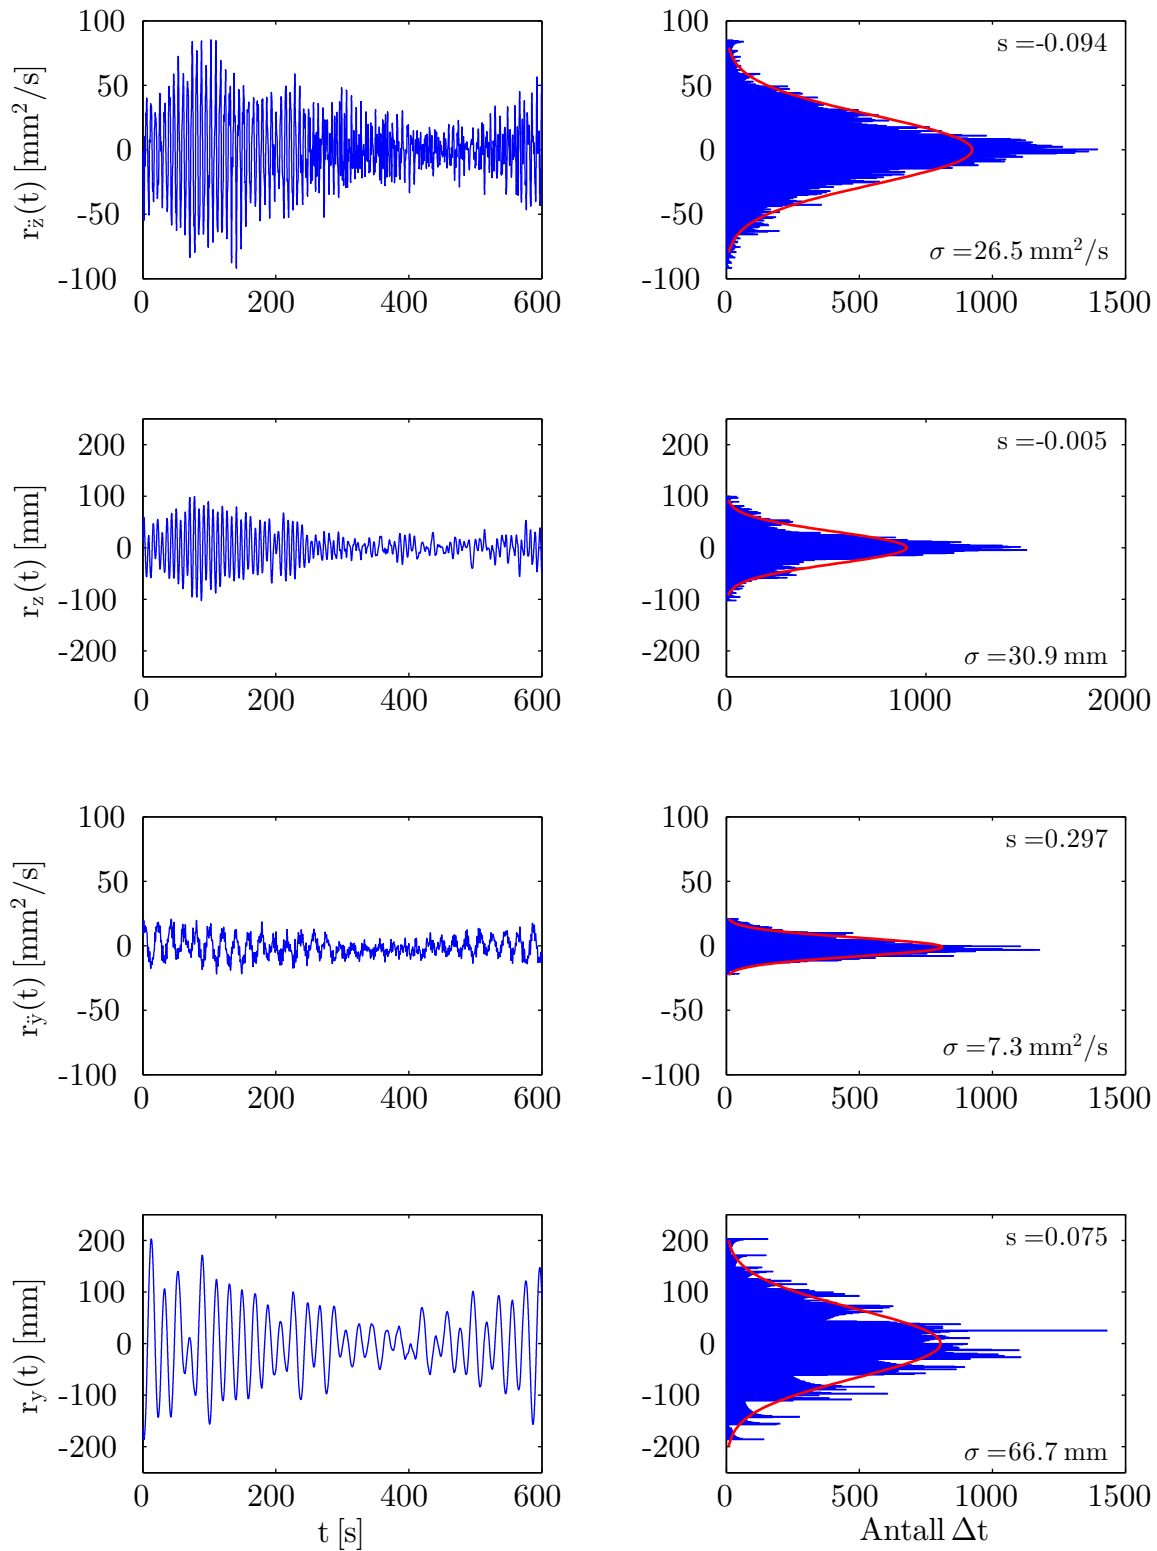 100
50
0
-50
-100
r_z̈(t) [mm²/s]
0 200 400 600
s =-0.094
σ =26.5 mm²/s
100
50
0
-50
-100
0 500 1000 1500
200
100
0
-100
-200
r_z(t) [mm]
0 200 400 600
s =-0.005
σ =30.9 mm
200
100
0
-100
-200
0 1000 2000
100
50
0
-50
-100
r_ÿ(t) [mm²/s]
0 200 400 600
s =0.297
σ =7.3 mm²/s
100
50
0
-50
-100
0 500 1000 1500
200
100
0
-100
-200
r_y(t) [mm]
0 200 400 600
t [s]
s =0.075
σ =66.7 mm
200
100
0
-100
-200
0 500 1000 1500
Antall Δt